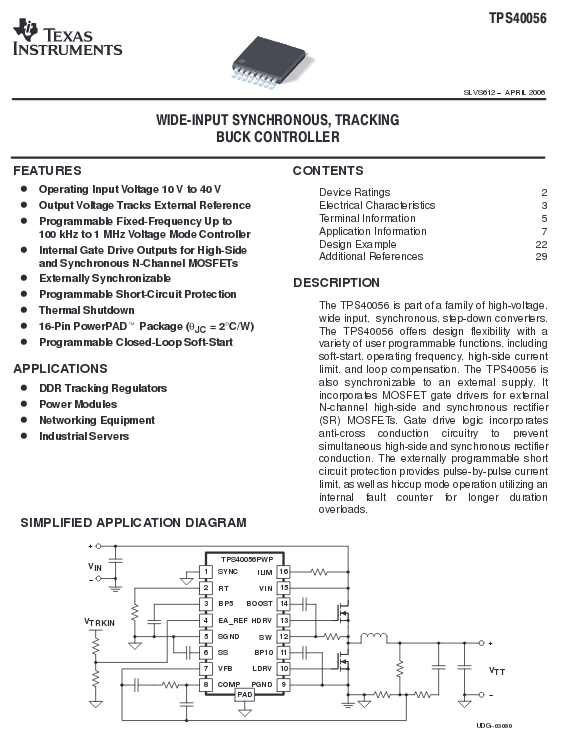 TPS40056
TEXAS
INSTRUMENTS
SLVS612 – APRIL 2006
WIDE-INPUT SYNCHRONOUS, TRACKING
BUCK CONTROLLER
FEATURES
● Operating Input Voltage 10 V to 40 V
● Output Voltage Tracks External Reference
● Programmable Fixed-Frequency Up to
100 kHz to 1 MHz Voltage Mode Controller
● Internal Gate Drive Outputs for High-Side
and Synchronous N-Channel MOSFETs
● Externally Synchronizable
● Programmable Short-Circuit Protection
● Thermal Shutdown
● 16-Pin PowerPAD™ Package (θJC = 2°C/W)
● Programmable Closed-Loop Soft-Start
APPLICATIONS
● DDR Tracking Regulators
● Power Modules
● Networking Equipment
● Industrial Servers
CONTENTS
Device Ratings 2
Electrical Characteristics 3
Terminal Information 5
Application Information 7
Design Example 22
Additional References 29
DESCRIPTION
The TPS40056 is part of a family of high-voltage,
wide input, synchronous, step-down converters.
The TPS40056 offers design flexibility with a
variety of user programmable functions, including
soft-start, operating frequency, high-side current
limit, and loop compensation. The TPS40056 is
also synchronizable to an external supply. It
incorporates MOSFET gate drivers for external
N-channel high-side and synchronous rectifier
(SR) MOSFETs. Gate drive logic incorporates
anti-cross conduction circuitry to prevent
simultaneous high-side and synchronous rectifier
conduction. The externally programmable short
circuit protection provides pulse-by-pulse current
limit, as well as hiccup mode operation utilizing an
internal fault counter for longer duration
overloads.
SIMPLIFIED APPLICATION DIAGRAM
+
VIN
–
VTRKIN
TPS40056PWP
1 SYNC ILIM 16
2 RT VIN 15
3 BP5 BOOST 14
4 EA_REF HDRV 13
5 SGND SW 12
6 SS BP10 11
7 VFB LDRV 10
8 COMP PGND 9
PAD
+
VTT
–
UDG-03080